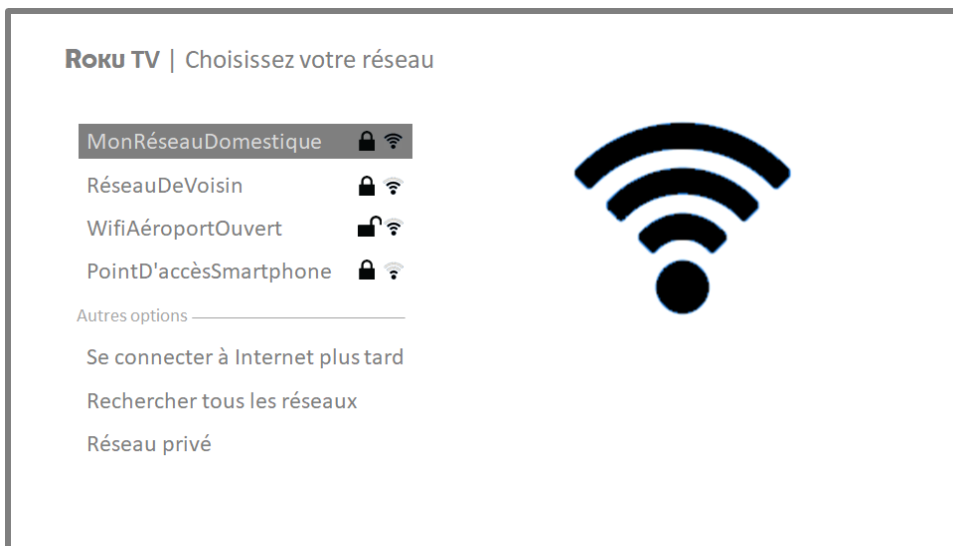 ROKU TV | Choisissez votre réseau
MonRéseauDomestique
RéseauDeVoisin
WifiAéroportOuvert
PointD'accèsSmartphone
Autres options
Se connecter à Internet plus tard
Rechercher tous les réseaux
Réseau privé